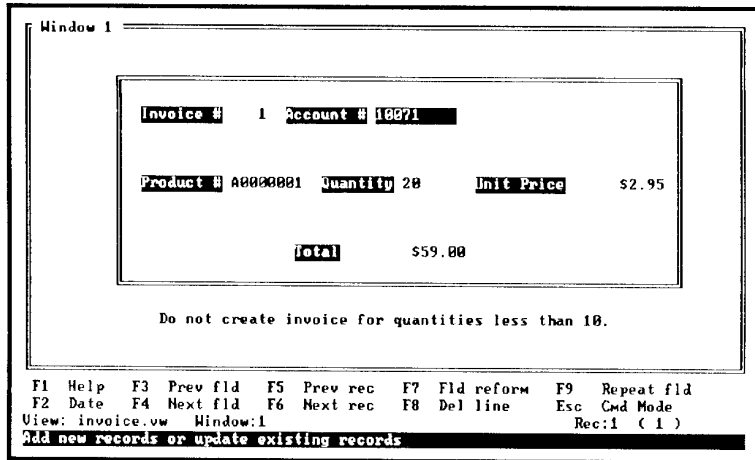 Window 1
Invoice # 1 Account # 10071
Product # A0000001 Quantity 20 Unit Price $2.95
Total $59.00
Do not create invoice for quantities less than 10.
F1 Help F3 Prev fld F5 Prev rec F7 Fld reform F9 Repeat fld
F2 Date F4 Next fld F6 Next rec F8 Del line Esc Cmd Mode
View: invoice.vw Window:1 Rec:1 ( 1 )
Add new records or update existing records